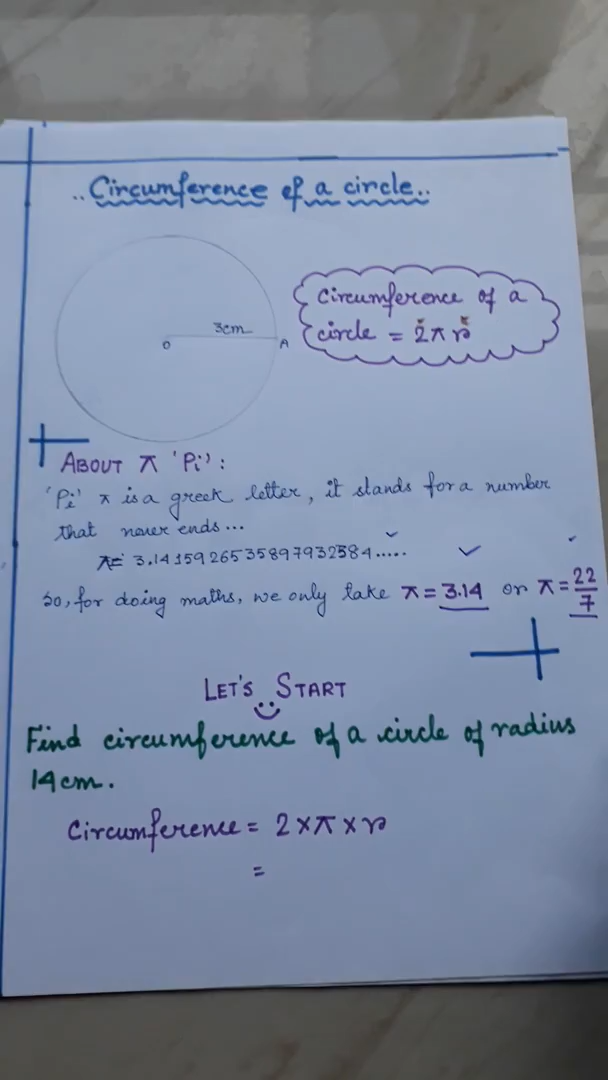 ..Circumference of a circle..
3cm
O
A
Circumference of a
circle = 2πr
ABOUT π 'Pi':
'Pi' π is a greek letter, it stands for a number
that never ends...
π= 3.1415926535897932584.....
So, for doing maths, we only take π = 3.14 or π = 22/7
LET'S START
Find circumference of a circle of radius
14cm.
Circumference = 2×π×r
=